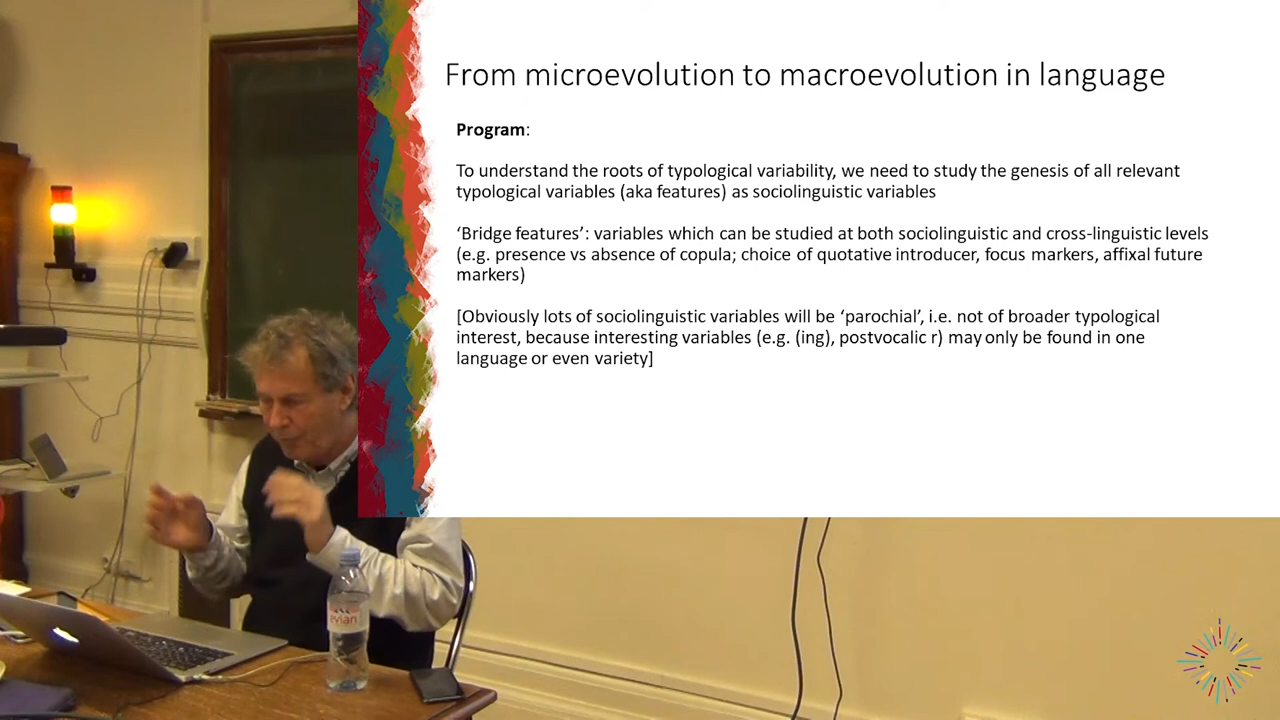 From microevolution to macroevolution in language
Program:
To understand the roots of typological variability, we need to study the genesis of all relevant
typological variables (aka features) as sociolinguistic variables
‘Bridge features’: variables which can be studied at both sociolinguistic and cross-linguistic levels
(e.g. presence vs absence of copula; choice of quotative introducer, focus markers, affixal future
markers)
[Obviously lots of sociolinguistic variables will be ‘parochial’, i.e. not of broader typological
interest, because interesting variables (e.g. (ing), postvocalic r) may only be found in one
language or even variety]
evian